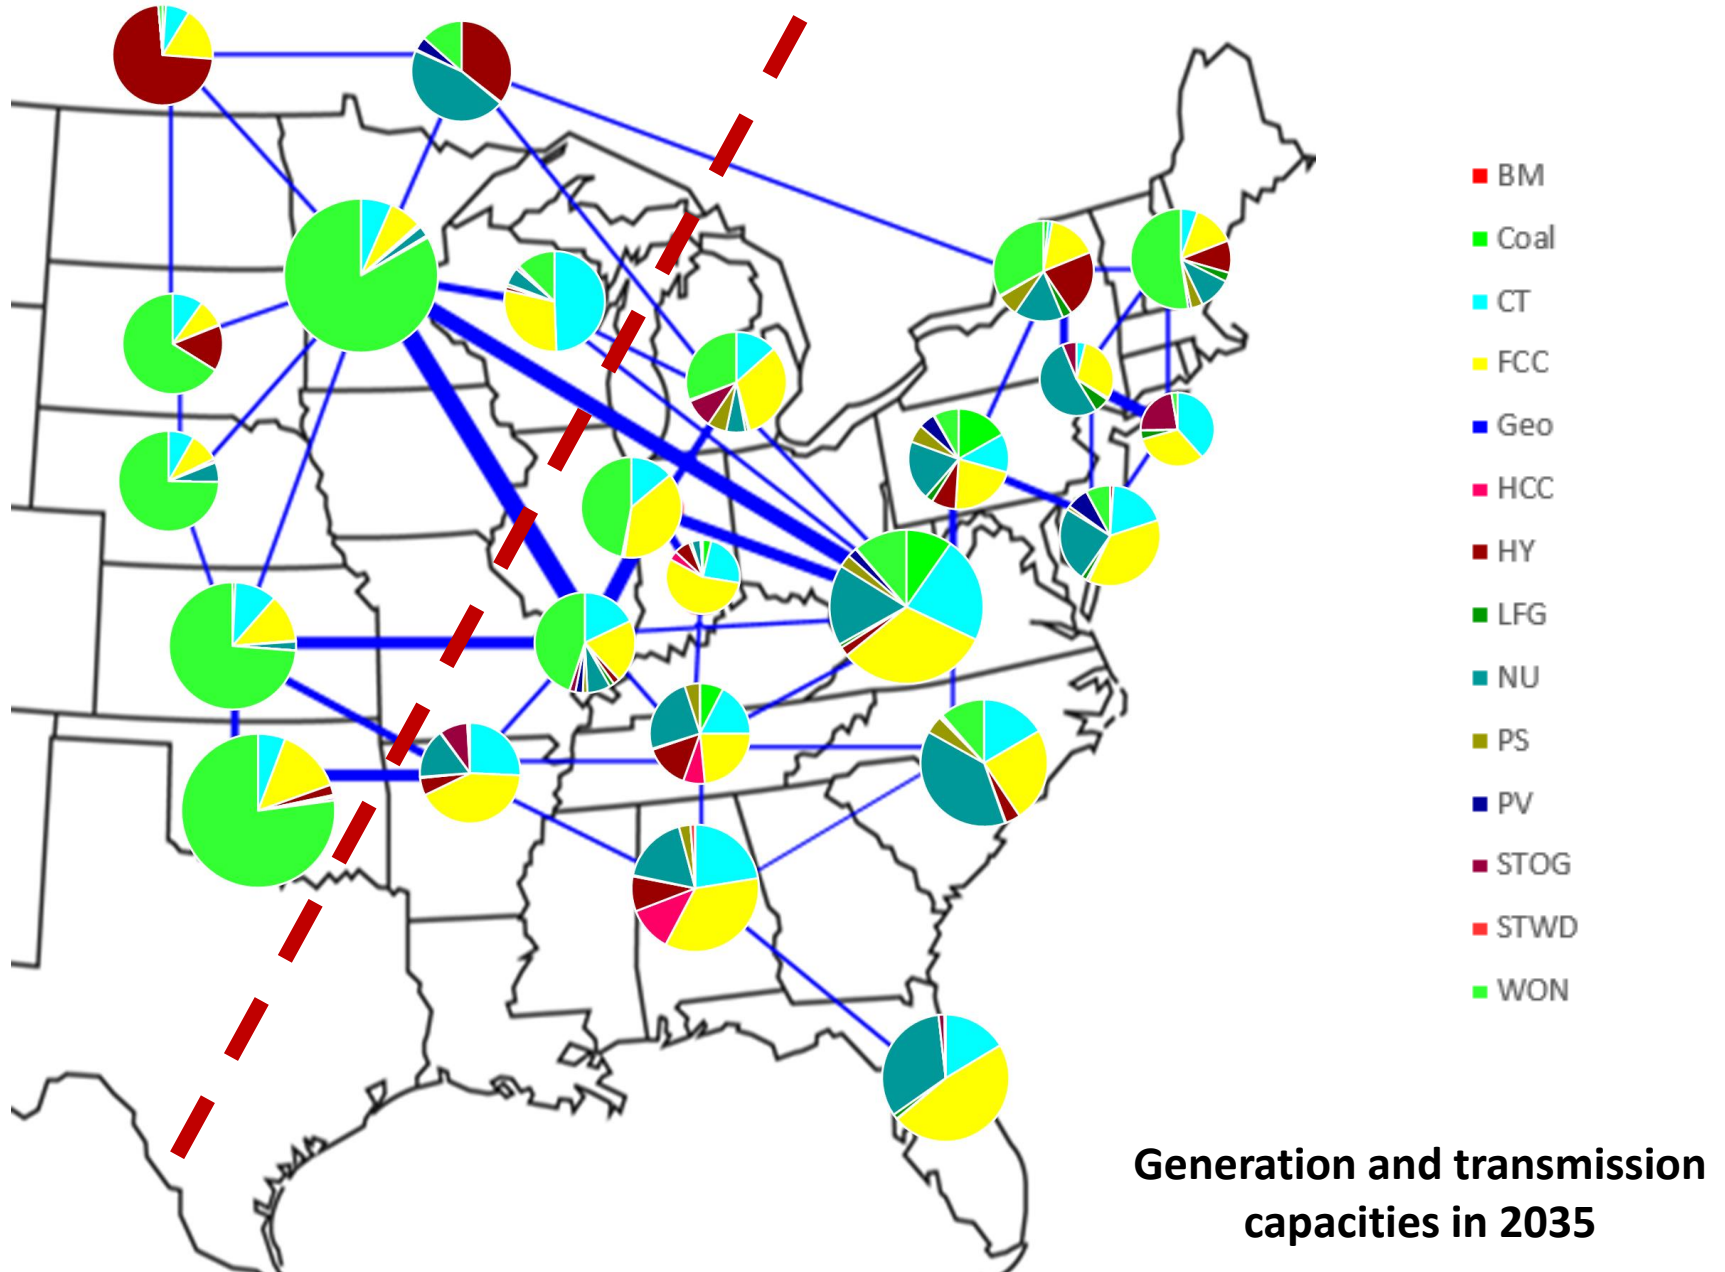 BM
Coal
CT
FCC
Geo
HCC
HY
LFG
NU
PS
PV
STOG
STWD
WON
Generation and transmission
capacities in 2035